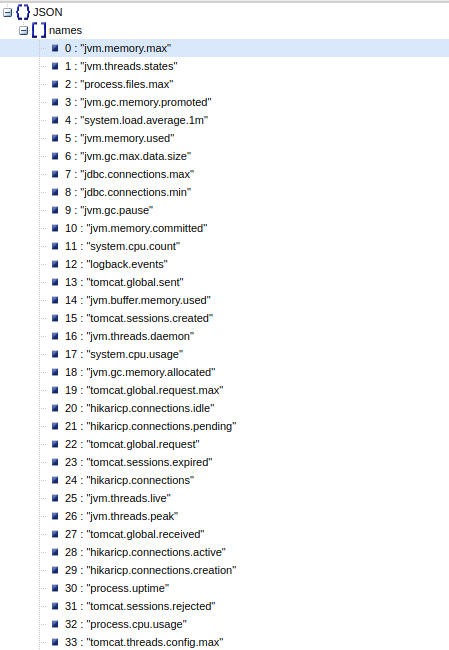 JSON
names
0 : "jvm.memory.max"
1 : "jvm.threads.states"
2 : "process.files.max"
3 : "jvm.gc.memory.promoted"
4 : "system.load.average.1m"
5 : "jvm.memory.used"
6 : "jvm.gc.max.data.size"
7 : "jdbc.connections.max"
8 : "jdbc.connections.min"
9 : "jvm.gc.pause"
10 : "jvm.memory.committed"
11 : "system.cpu.count"
12 : "logback.events"
13 : "tomcat.global.sent"
14 : "jvm.buffer.memory.used"
15 : "tomcat.sessions.created"
16 : "jvm.threads.daemon"
17 : "system.cpu.usage"
18 : "jvm.gc.memory.allocated"
19 : "tomcat.global.request.max"
20 : "hikaricp.connections.idle"
21 : "hikaricp.connections.pending"
22 : "tomcat.global.request"
23 : "tomcat.sessions.expired"
24 : "hikaricp.connections"
25 : "jvm.threads.live"
26 : "jvm.threads.peak"
27 : "tomcat.global.received"
28 : "hikaricp.connections.active"
29 : "hikaricp.connections.creation"
30 : "process.uptime"
31 : "tomcat.sessions.rejected"
32 : "process.cpu.usage"
33 : "tomcat.threads.config.max"